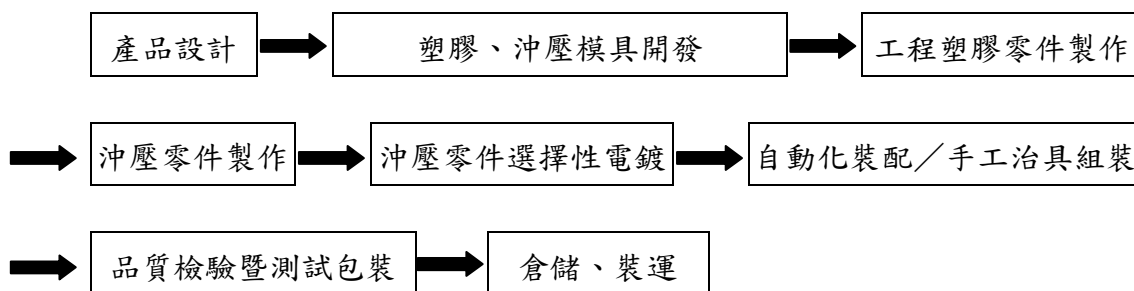 產品設計
塑膠、沖壓模具開發
工程塑膠零件製作
沖壓零件製作
沖壓零件選擇性電鍍
自動化裝配／手工治具組裝
品質檢驗暨測試包裝
倉儲、裝運